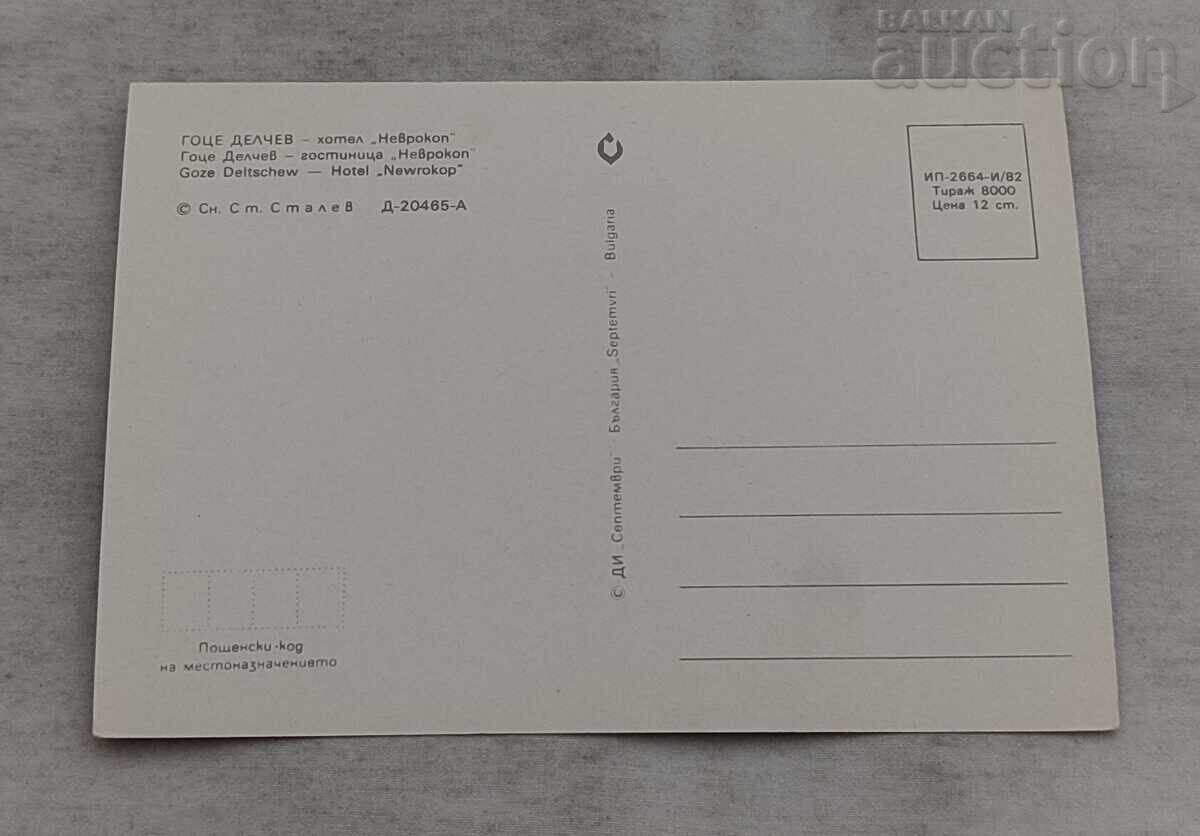 ГОЦЕ ДЕЛЧЕВ – хотел „Неврокоп“
Гоце Делчев – гостиница „Неврокоп“
Goze Deltschew — Hotel „Newrokop“
© Сн. Ст. Сталев Д-20465-А
ИП-2664-И/82
Тираж 8000
Цена 12 ст.
© ДИ „Септември“ България „Septemvri“ - Bulgaria
Пощенски код
на местоназначението
BALKAN
auction